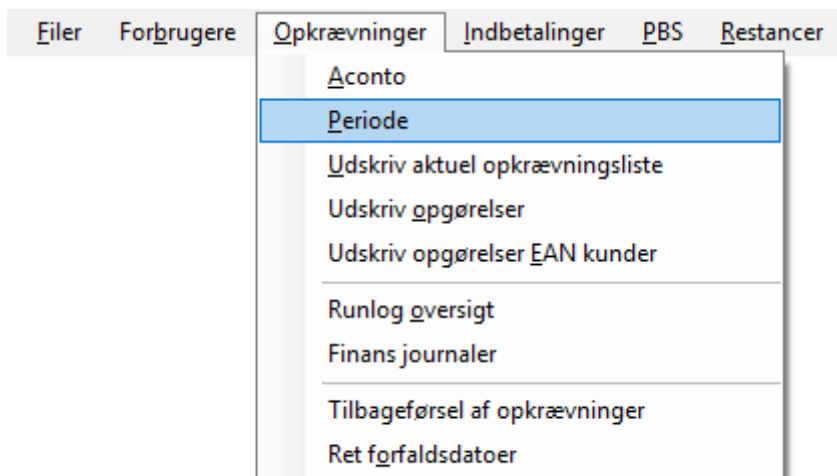 Filer Forbrugere Opkrævninger Indbetalinger PBS Restancer
Aconto
Periode
Udskriv aktuel opkrævningsliste
Udskriv opgørelser
Udskriv opgørelser EAN kunder
Runlog oversigt
Finans journaler
Tilbageførsel af opkrævninger
Ret forfaldsdatoer